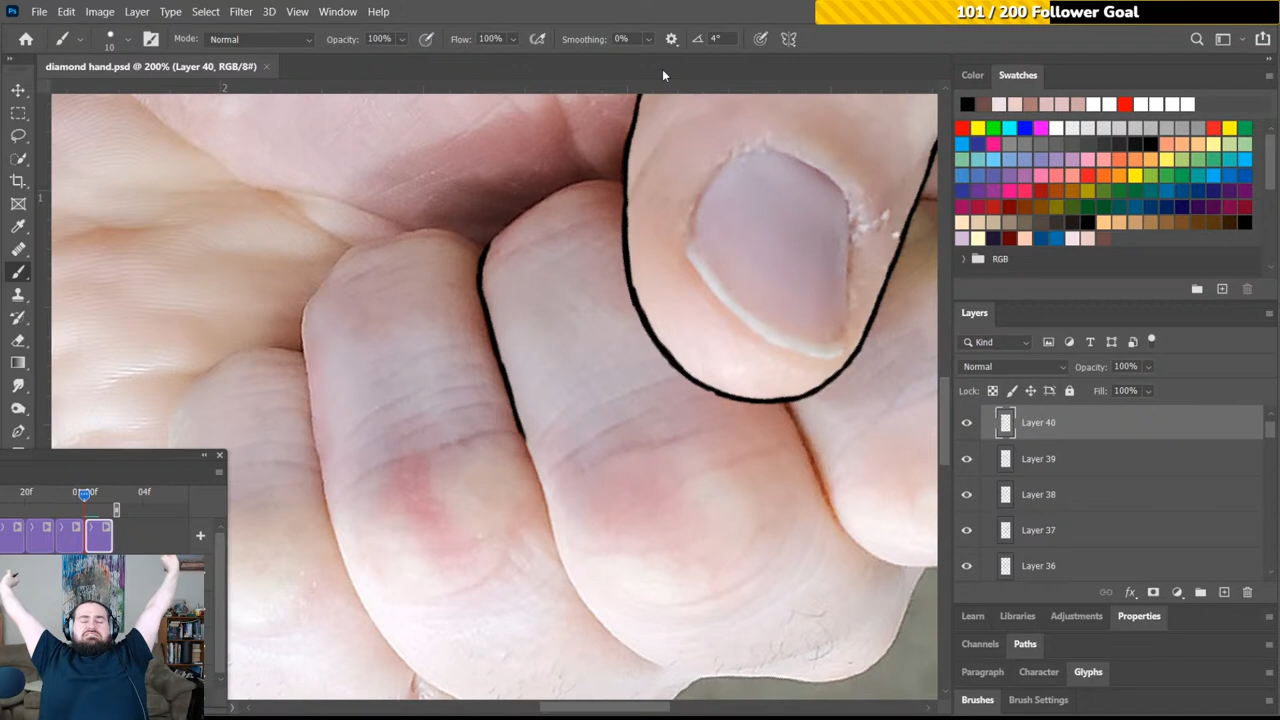 File Edit Image Layer Type Select Filter 3D View Window Help
101 / 200 Follower Goal
10 Mode: Normal Opacity: 100% Flow: 100% Smoothing: 0% 4°
diamond hand.psd @ 200% (Layer 40, RGB/8#)
Color Swatches
2
1
RGB
Layers
Kind
Normal Opacity: 100%
Lock: Fill: 100%
Layer 40
Layer 39
Layer 38
Layer 37
Layer 36
20f 04f
Learn Libraries Adjustments Properties
Channels Paths
Paragraph Character Glyphs
Brushes Brush Settings